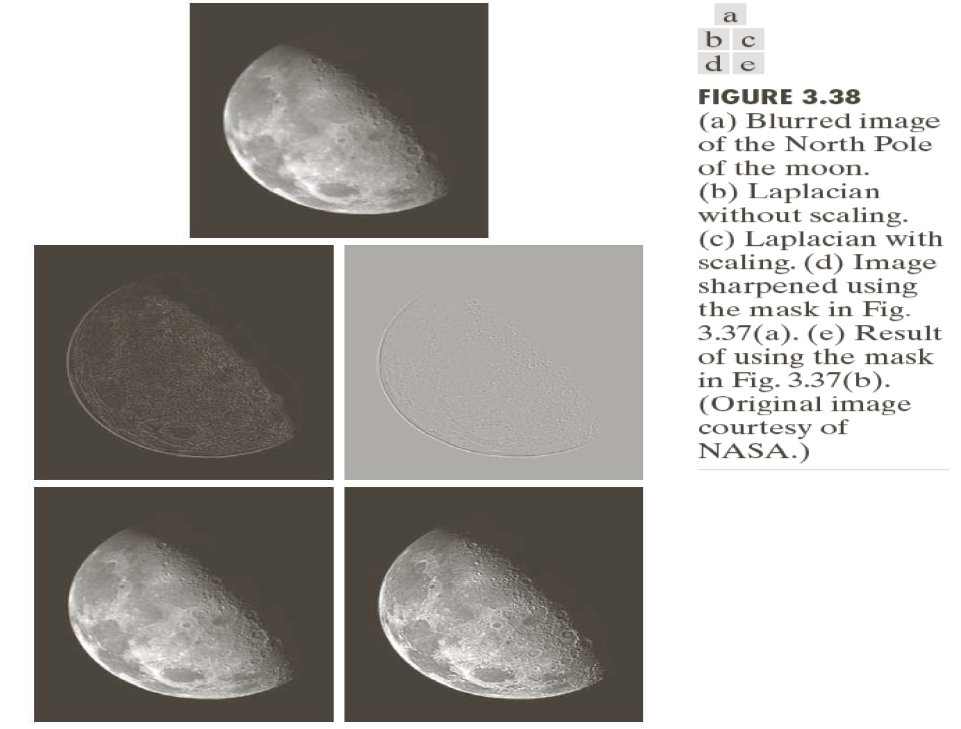 a
b c
d e
FIGURE 3.38
(a) Blurred image
of the North Pole
of the moon.
(b) Laplacian
without scaling.
(c) Laplacian with
scaling. (d) Image
sharpened using
the mask in Fig.
3.37(a). (e) Result
of using the mask
in Fig. 3.37(b).
(Original image
courtesy of
NASA.)